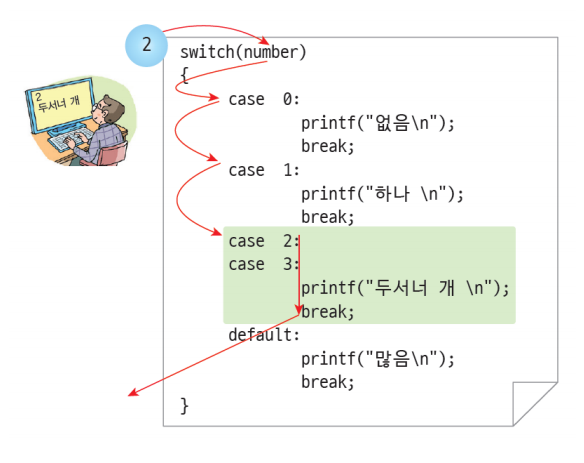 2
2
두서너 개
switch(number)
{
case 0:
printf("없음\n");
break;
case 1:
printf("하나 \n");
break;
case 2:
case 3:
printf("두서너 개 \n");
break;
default:
printf("많음\n");
break;
}